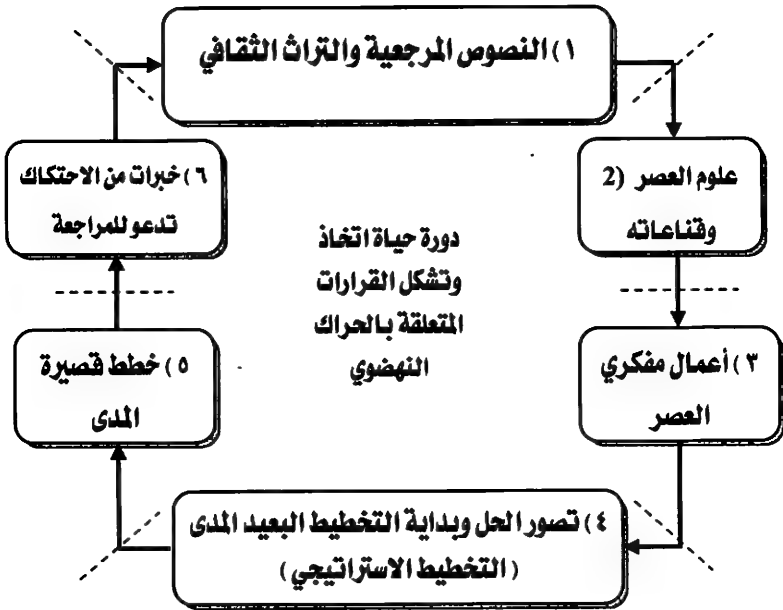 ١) النصوص المرجعية والتراث الثقافي
علوم العصر (2
وقناعاته
٣) أعمال مفكري
العصر
٤) تصور الحل وبداية التخطيط البعيد المدى
(التخطيط الاستراتيجي)
٥) خطط قصيرة
المدى
٦) خبرات من الاحتكاك
تدعو للمراجعة
دورة حياة اتخاذ
وتشكل القرارات
المتعلقة بالحراك
النهضوي